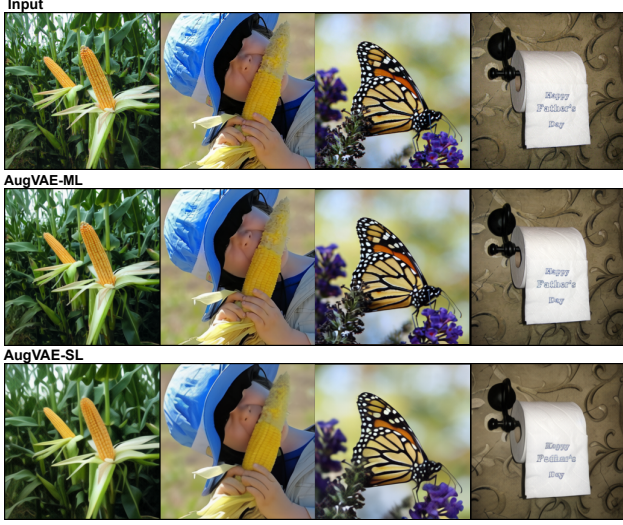 Input
Happy
Father's
Day
AugVAE-ML
Happy
Father's
Day
AugVAE-SL
Happy
Father's
Day